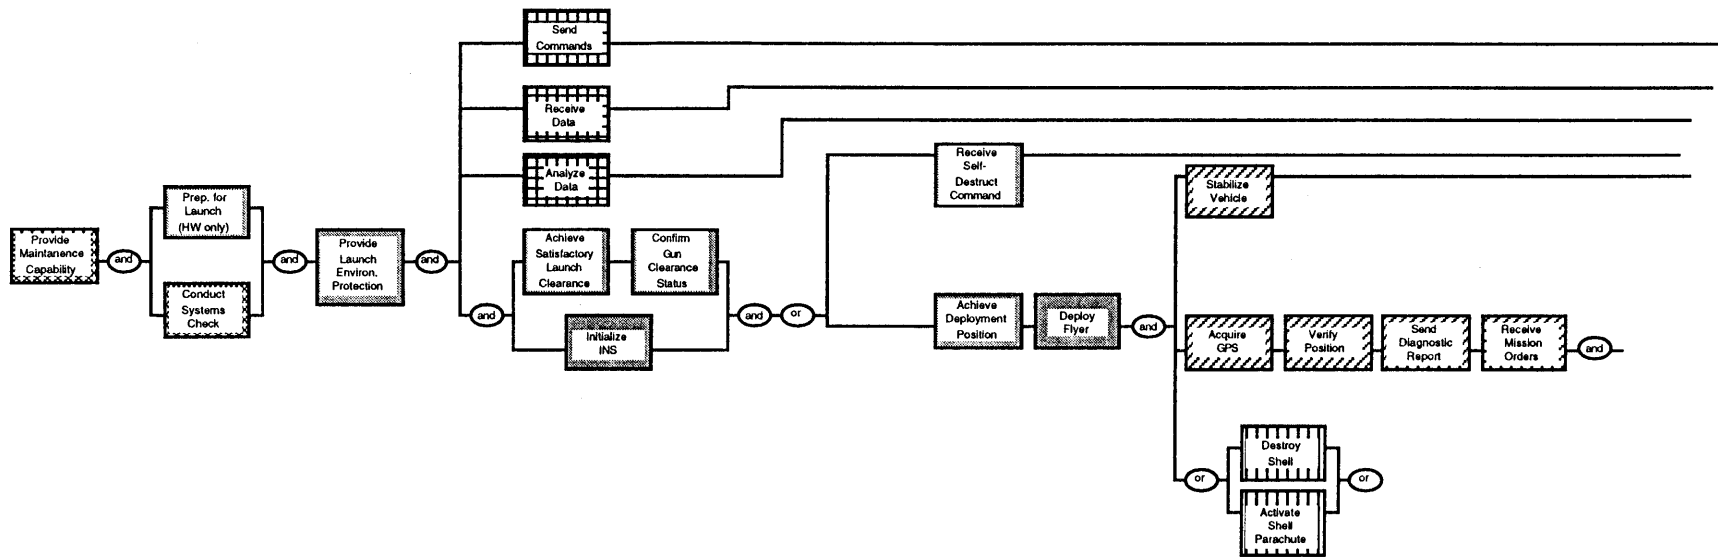 Provide
Maintanence
Capability
and
Prep. for
Launch
(HW only)
Conduct
Systems
Check
and
Provide
Launch
Environ.
Protection
and
Send
Commands
Receive
Data
Analyze
Data
and
Achieve
Satisfactory
Launch
Clearance
Confirm
Gun
Clearance
Status
Initialize
INS
and
or
Receive
Self-
Destruct
Command
Achieve
Deployment
Position
Deploy
Flyer
and
Stabilize
Vehicle
Acquire
GPS
Verify
Position
Send
Diagnostic
Report
Receive
Mission
Orders
and
or
Destroy
Shell
Activate
Shell
Parachute
or